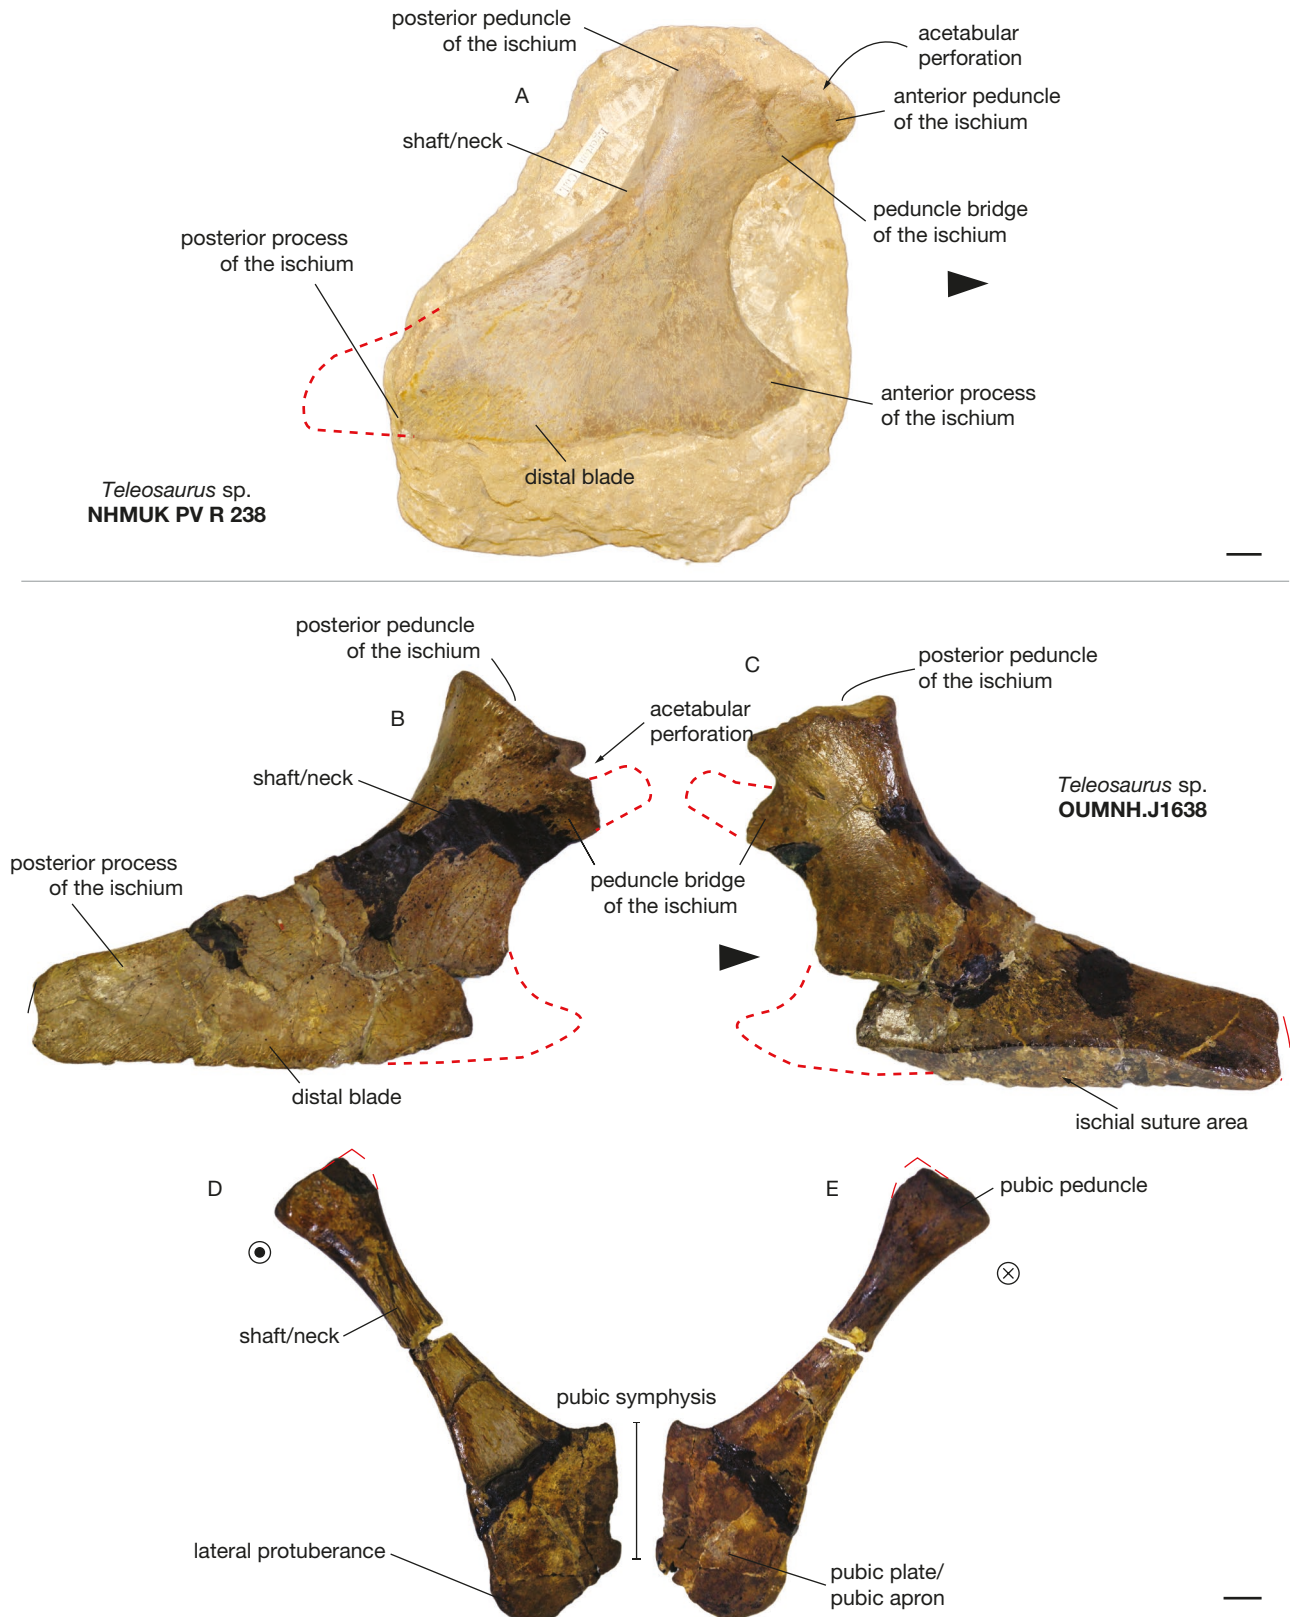 posterior peduncle
of the ischium
acetabular
perforation
A
anterior peduncle
of the ischium
shaft/neck
peduncle bridge
of the ischium
posterior process
of the ischium
anterior process
of the ischium
distal blade
Teleosaurus sp.
NHMUK PV R 238
posterior peduncle
of the ischium
C
posterior peduncle
of the ischium
B
acetabular
perforation
shaft/neck
Teleosaurus sp.
OUMNH.J1638
posterior process
of the ischium
peduncle bridge
of the ischium
distal blade
ischial suture area
D
E
pubic peduncle
shaft/neck
pubic symphysis
lateral protuberance
pubic plate/
pubic apron